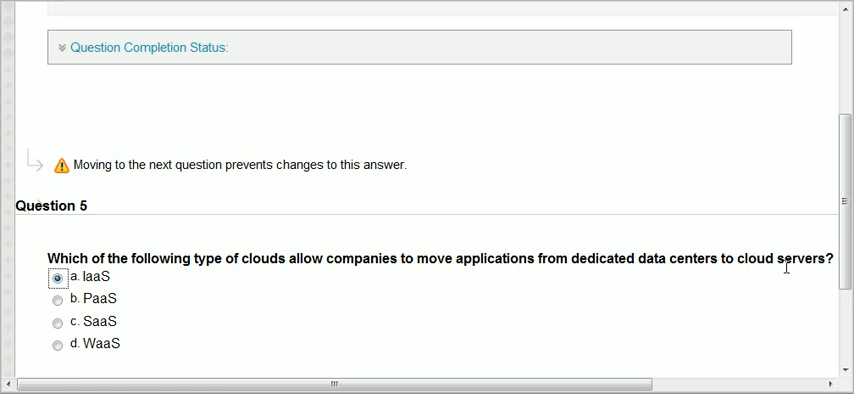 Question Completion Status:
Moving to the next question prevents changes to this answer.
Question 5
Which of the following type of clouds allow companies to move applications from dedicated data centers to cloud servers?
a. IaaS
b. PaaS
c. SaaS
d. WaaS